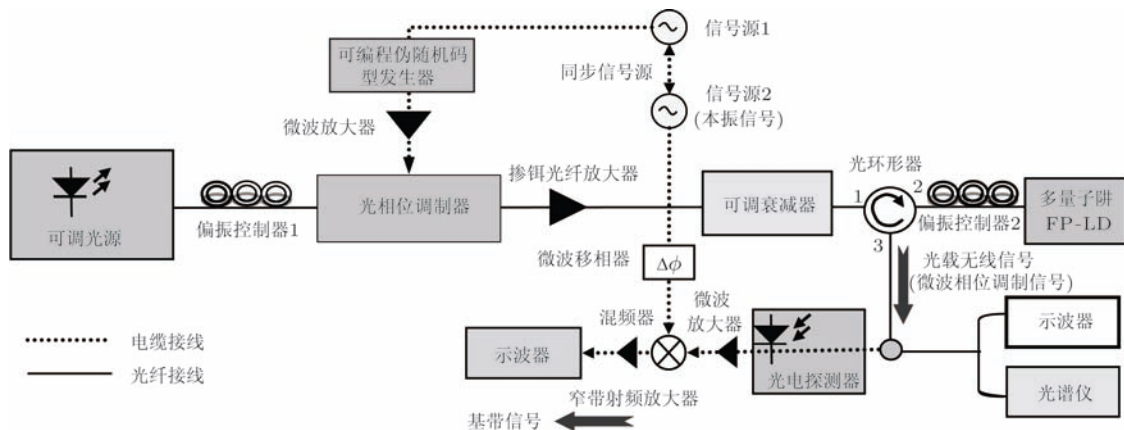 信号源1
可编程伪随机码
型发生器
同步信号源
信号源2
(本振信号)
微波放大器
光环形器
掺铒光纤放大器
1
2
3
可调光源
偏振控制器1
光相位调制器
可调衰减器
偏振控制器2
多量子阱
FP-LD
微波移相器
Δϕ
光载无线信号
(微波相位调制信号)
微波
放大器
混频器
示波器
示波器
电缆接线
光纤接线
光电探测器
光谱仪
窄带射频放大器
基带信号